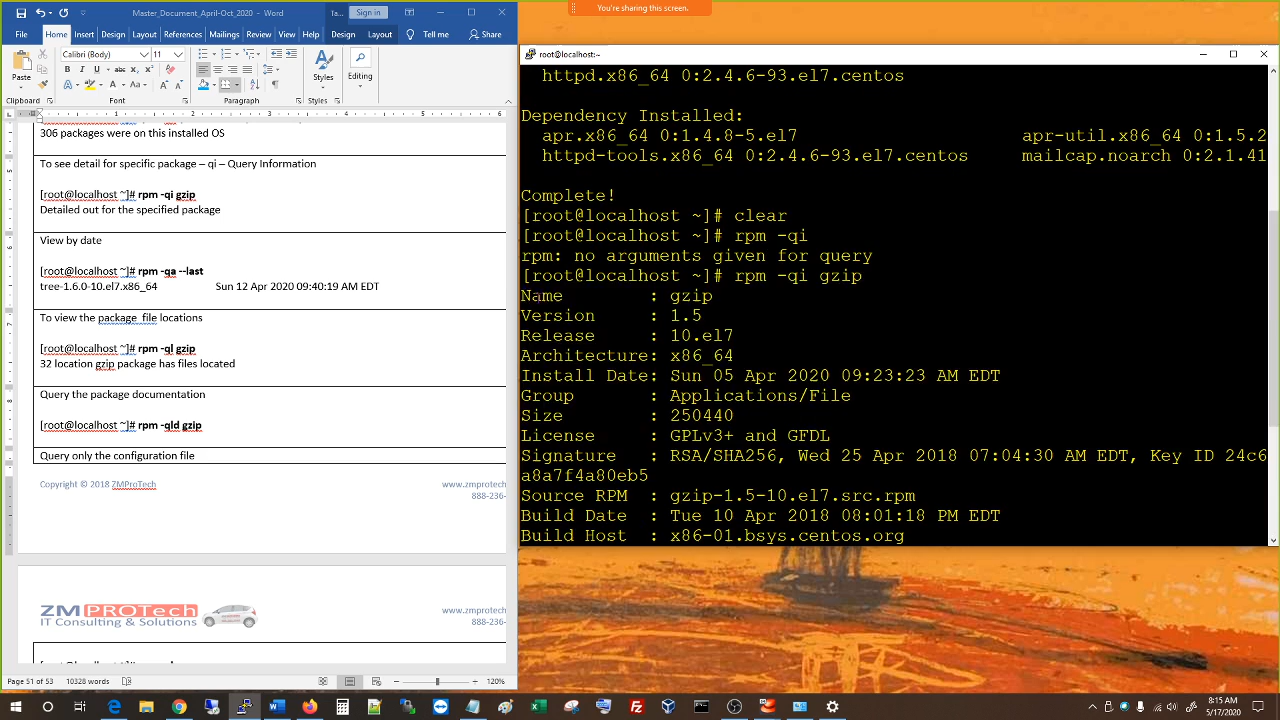 You're sharing this screen.
Master_Document_April-Oct_2020 - Word
Ta...
Sign in
File Home Insert Design Layout References Mailings Review View Help Design Layout Tell me Share
Paste
Calibri (Body) 11
B I U abc x₂ x²
Styles
Editing
Clipboard Font Paragraph Styles
1 2 3 4 5 6
306 packages were on this installed OS
To see detail for specific package – qi – Query Information
[root@localhost ~]# rpm -qi gzip
Detailed out for the specified package
View by date
[root@localhost ~]# rpm -qa --last
tree-1.6.0-10.el7.x86_64 Sun 12 Apr 2020 09:40:19 AM EDT
To view the package file locations
[root@localhost ~]# rpm -ql gzip
32 location gzip package has files located
Query the package documentation
[root@localhost ~]# rpm -qld gzip
Query only the configuration file
Copyright © 2018 ZMProTech
www.zmprotech
888-236-
ZMPROTech
IT Consulting & Solutions
www.zmprotech
888-236-
Page 51 of 53 10328 words
120%
root@localhost:~
httpd.x86_64 0:2.4.6-93.el7.centos
Dependency Installed:
apr.x86_64 0:1.4.8-5.el7 apr-util.x86_64 0:1.5.2
httpd-tools.x86_64 0:2.4.6-93.el7.centos mailcap.noarch 0:2.1.41
Complete!
[root@localhost ~]# clear
[root@localhost ~]# rpm -qi
rpm: no arguments given for query
[root@localhost ~]# rpm -qi gzip
Name : gzip
Version : 1.5
Release : 10.el7
Architecture: x86_64
Install Date: Sun 05 Apr 2020 09:23:23 AM EDT
Group : Applications/File
Size : 250440
License : GPLv3+ and GFDL
Signature : RSA/SHA256, Wed 25 Apr 2018 07:04:30 AM EDT, Key ID 24c6
a8a7f4a80eb5
Source RPM : gzip-1.5-10.el7.src.rpm
Build Date : Tue 10 Apr 2018 08:01:18 PM EDT
Build Host : x86-01.bsys.centos.org
8:15 AM
5/17/2020